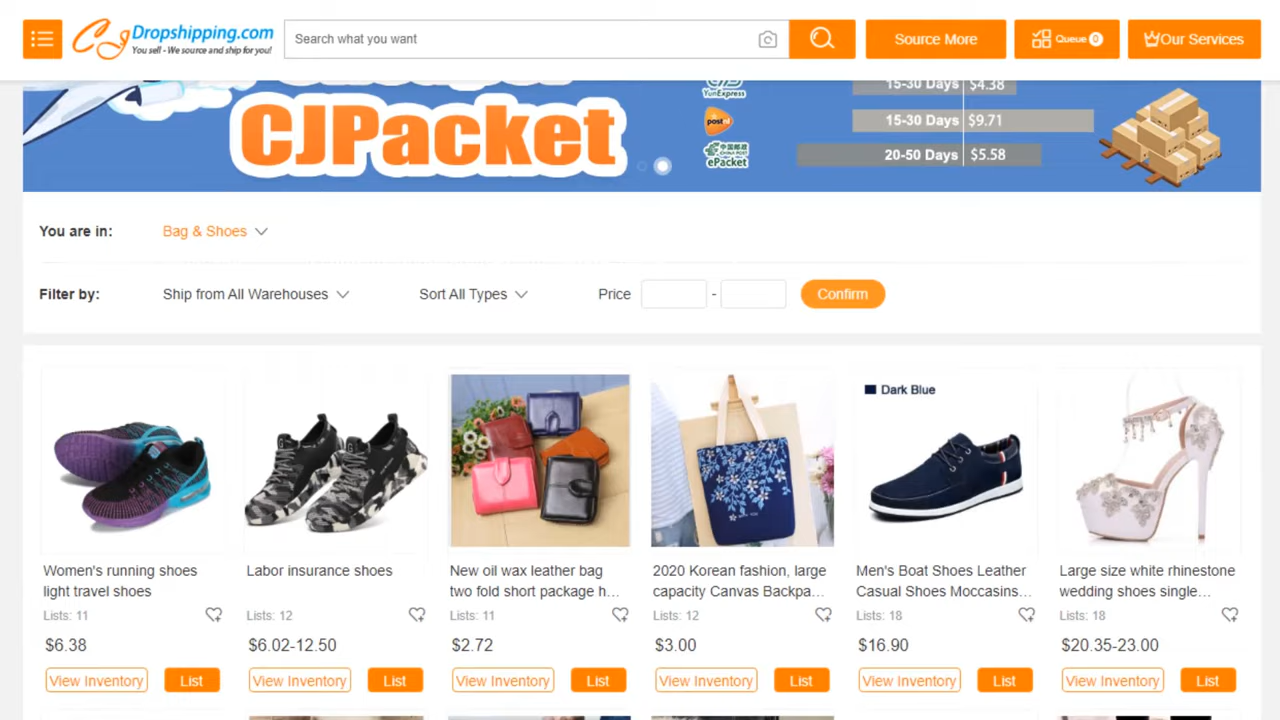 CJ Dropshipping.com
You sell - We source and ship for you!
Search what you want
Source More
Queue 0
Our Services
CJPacket
YunExpress
15-30 Days $4.38
15-30 Days $9.71
ePacket
20-50 Days $5.58
You are in: Bag & Shoes
Filter by: Ship from All Warehouses Sort All Types Price - Confirm
Dark Blue
Women's running shoes
light travel shoes
Lists: 11
$6.38
View Inventory List
Labor insurance shoes
Lists: 12
$6.02-12.50
View Inventory List
New oil wax leather bag
two fold short package h...
Lists: 11
$2.72
View Inventory List
2020 Korean fashion, large
capacity Canvas Backpa...
Lists: 12
$3.00
View Inventory List
Men's Boat Shoes Leather
Casual Shoes Moccasins...
Lists: 18
$16.90
View Inventory List
Large size white rhinestone
wedding shoes single...
Lists: 18
$20.35-23.00
View Inventory List